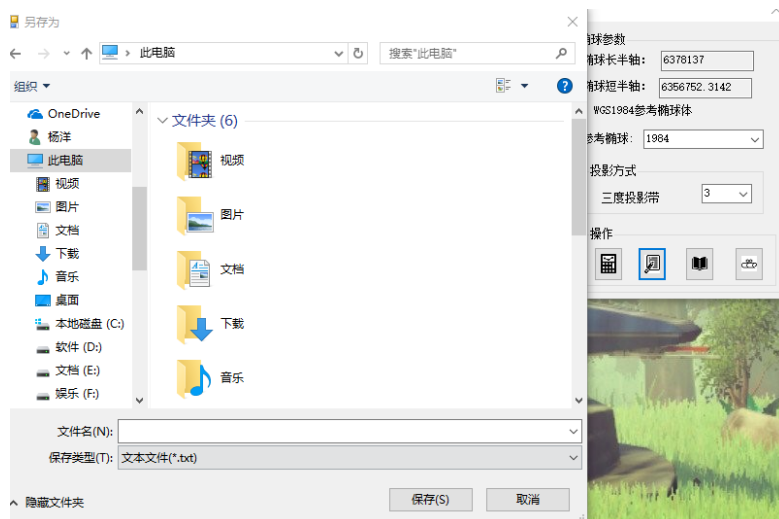 另存为
此电脑
搜索"此电脑"
组织
OneDrive
杨洋
此电脑
视频
图片
文档
下载
音乐
桌面
本地磁盘 (C:)
软件 (D:)
文档 (E:)
娱乐 (F:)
文件夹 (6)
视频
图片
文档
下载
音乐
文件名(N):
保存类型(T): 文本文件(*.txt)
隐藏文件夹
保存(S)
取消
球参数
球长半轴: 6378137
球短半轴: 6356752.3142
WGS1984参考椭球体
参考椭球: 1984
投影方式
三度投影带 3
操作